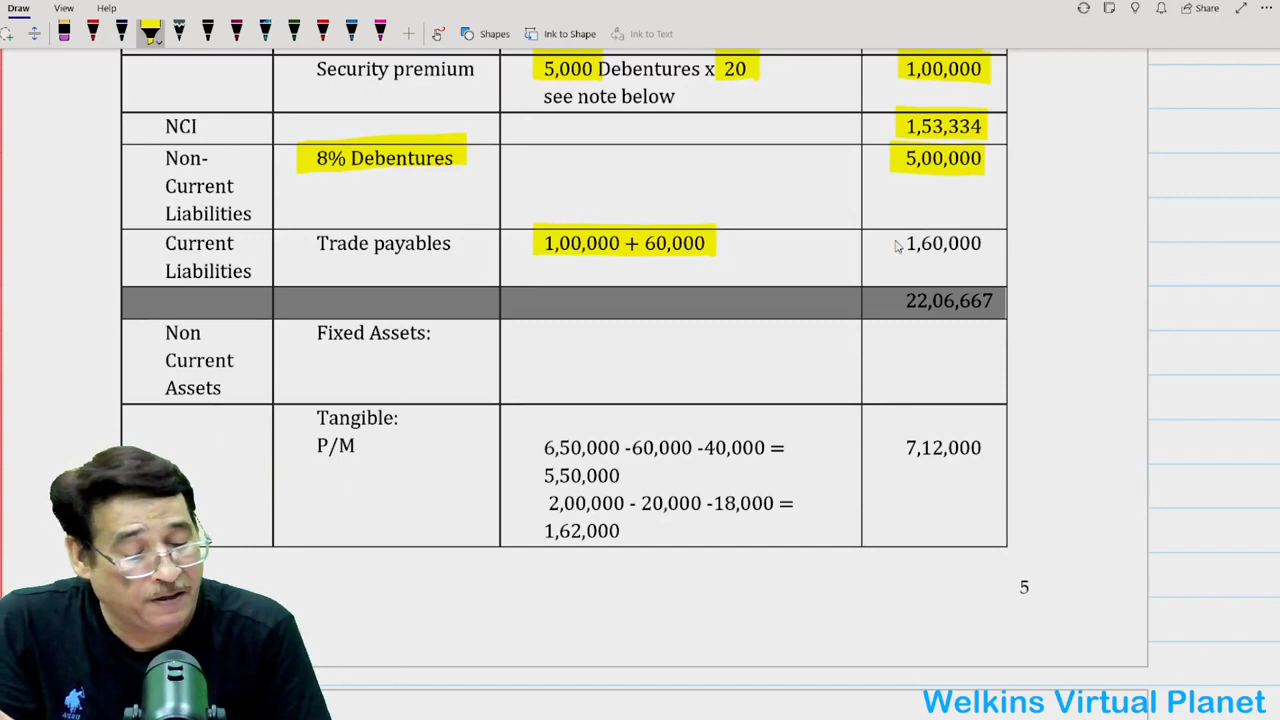 Draw View Help
Shapes Ink to Shape Ink to Text Share
Security premium 5,000 Debentures x 20 1,00,000
see note below
NCI 1,53,334
Non- 8% Debentures 5,00,000
Current
Liabilities
Current Trade payables 1,00,000 + 60,000 1,60,000
Liabilities
22,06,667
Non Fixed Assets:
Current
Assets
Tangible:
P/M 6,50,000 -60,000 -40,000 = 7,12,000
5,50,000
2,00,000 - 20,000 -18,000 =
1,62,000
5
Welkins Virtual Planet